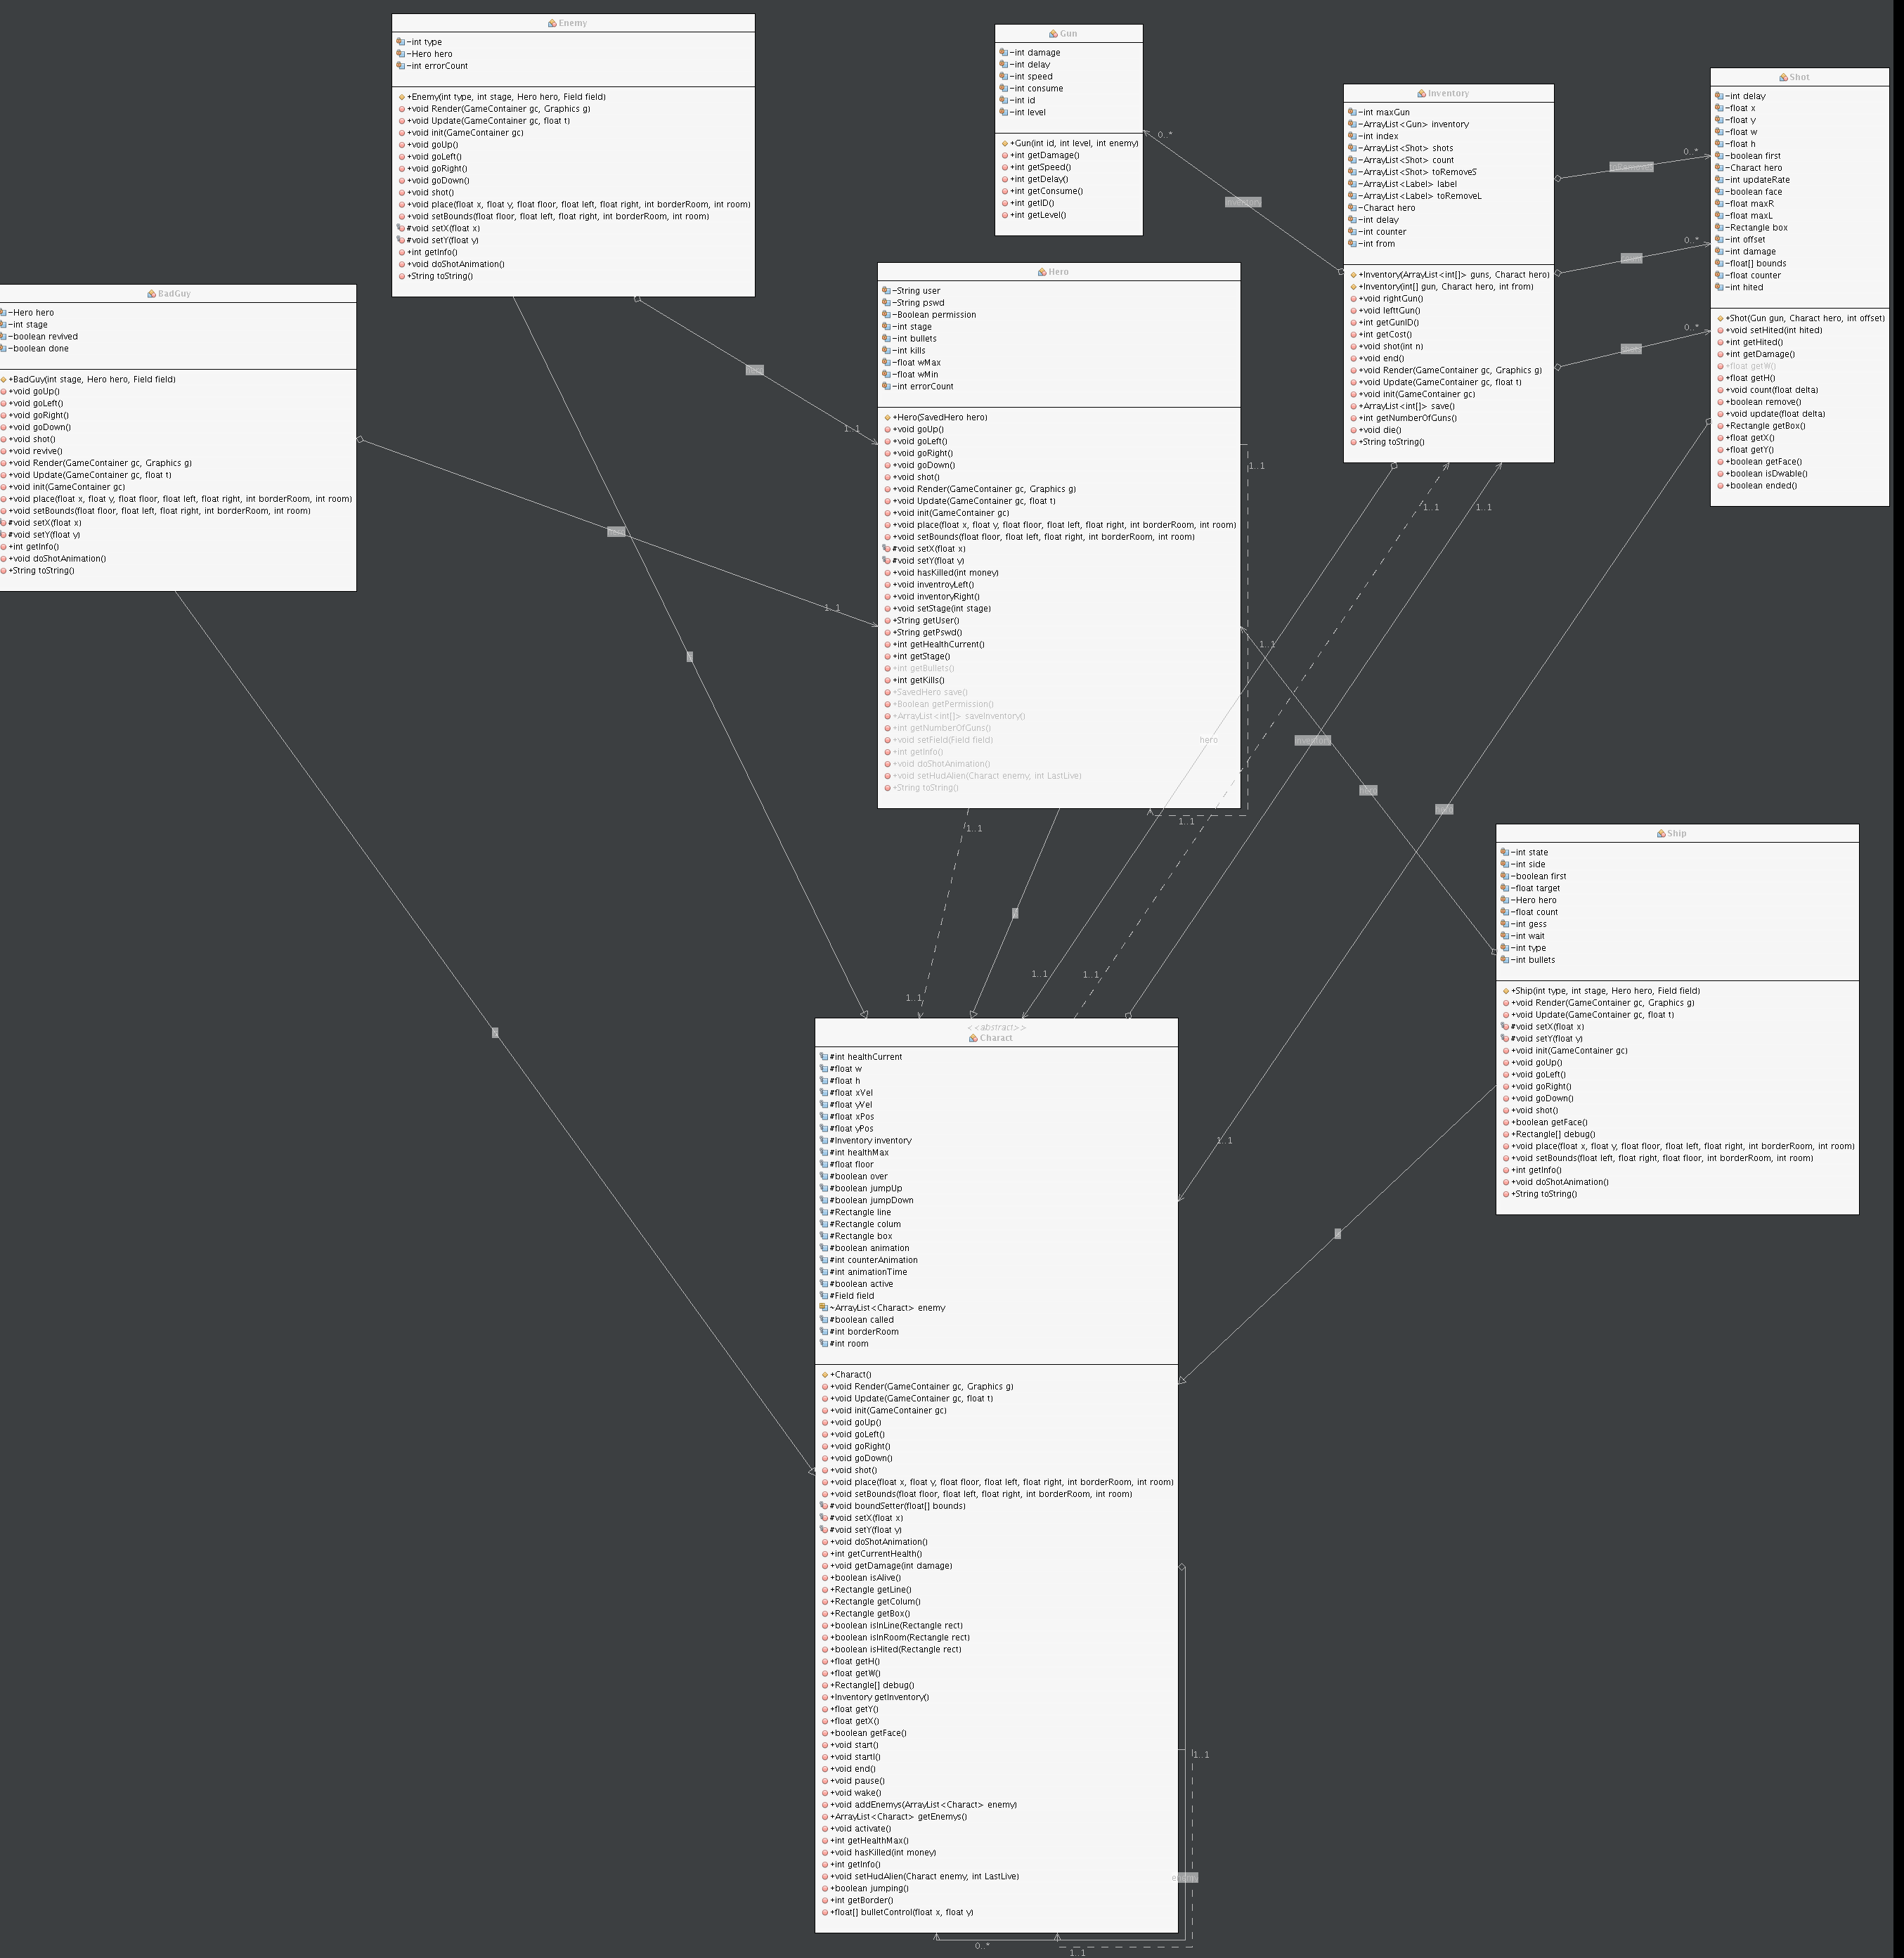 Enemy
-int type
-Hero hero
-int errorCount
+Enemy(int type, int stage, Hero hero, Field field)
+void Render(GameContainer gc, Graphics g)
+void Update(GameContainer gc, float t)
+void init(GameContainer gc)
+void goUp()
+void goLeft()
+void goRight()
+void goDown()
+void shot()
+void place(float x, float y, float floor, float left, float right, int borderRoom, int room)
+void setBounds(float floor, float left, float right, int borderRoom, int room)
#void setX(float x)
#void setY(float y)
+int getInfo()
+void doShotAnimation()
+String toString()
Gun
-int damage
-int delay
-int speed
-int consume
-int id
-int level
+Gun(int id, int level, int enemy)
+int getDamage()
+int getSpeed()
+int getDelay()
+int getConsume()
+int getID()
+int getLevel()
Inventory
-int maxGun
-ArrayList<Gun> inventory
-int index
-ArrayList<Shot> shots
-ArrayList<Shot> count
-ArrayList<Shot> toRemoveS
-ArrayList<Label> label
-ArrayList<Label> toRemoveL
-Charact hero
-int delay
-int counter
-int from
+Inventory(ArrayList<int[]> guns, Charact hero)
+Inventory(int[] gun, Charact hero, int from)
+void rightGun()
+void lefttGun()
+int getGunID()
+int getCost()
+void shot(int n)
+void end()
+void Render(GameContainer gc, Graphics g)
+void Update(GameContainer gc, float t)
+void init(GameContainer gc)
+ArrayList<int[]> save()
+int getNumberOfGuns()
+void die()
+String toString()
Shot
-int delay
-float x
-float y
-float w
-float h
-boolean first
-Charact hero
-int updateRate
-boolean face
-float maxR
-float maxL
-Rectangle box
-int offset
-int damage
-float[] bounds
-float counter
-int hited
+Shot(Gun gun, Charact hero, int offset)
+void setHited(int hited)
+int getHited()
+int getDamage()
+float getW()
+float getH()
+void count(float delta)
+boolean remove()
+void update(float delta)
+Rectangle getBox()
+float getX()
+float getY()
+boolean getFace()
+boolean isDwable()
+boolean ended()
0..*
inventory
0..*
0..*
0..*
BadGuy
-Hero hero
-int stage
-boolean revived
-boolean done
+BadGuy(int stage, Hero hero, Field field)
+void goUp()
+void goLeft()
+void goRight()
+void goDown()
+void shot()
+void revive()
+void Render(GameContainer gc, Graphics g)
+void Update(GameContainer gc, float t)
+void init(GameContainer gc)
+void place(float x, float y, float floor, float left, float right, int borderRoom, int room)
+void setBounds(float floor, float left, float right, int borderRoom, int room)
#void setX(float x)
#void setY(float y)
+int getInfo()
+void doShotAnimation()
+String toString()
Hero
-String user
-String pswd
-Boolean permission
-int stage
-int bullets
-int kills
-float wMax
-float wMin
-int errorCount
+Hero(SavedHero hero)
+void goUp()
+void goLeft()
+void goRight()
+void goDown()
+void shot()
+void Render(GameContainer gc, Graphics g)
+void Update(GameContainer gc, float t)
+void init(GameContainer gc)
+void place(float x, float y, float floor, float left, float right, int borderRoom, int room)
+void setBounds(float floor, float left, float right, int borderRoom, int room)
#void setX(float x)
#void setY(float y)
+void hasKilled(int money)
+void inventroyLeft()
+void inventoryRight()
+void setStage(int stage)
+String getUser()
+String getPswd()
+int getHealthCurrent()
+int getStage()
+int getBullets()
+int getKills()
+SavedHero save()
+Boolean getPermission()
+ArrayList<int[]> saveInventory()
+int getNumberOfGuns()
+void setField(Field field)
+int getInfo()
+void doShotAnimation()
+void setHudAlien(Charact enemy, int LastLive)
+String toString()
1..1
1..1
1..1
1..1
1..1
1..1
hero
inventory
1..1
1..1
1..1
1..1
1..1
1..1
Ship
-int state
-int side
-boolean first
-float target
-Hero hero
-float count
-int gess
-int wait
-int type
-int bullets
+Ship(int type, int stage, Hero hero, Field field)
+void Render(GameContainer gc, Graphics g)
+void Update(GameContainer gc, float t)
#void setX(float x)
#void setY(float y)
+void init(GameContainer gc)
+void goUp()
+void goLeft()
+void goRight()
+void goDown()
+void shot()
+boolean getFace()
+Rectangle[] debug()
+void place(float x, float y, float floor, float left, float right, int borderRoom, int room)
+void setBounds(float left, float right, float floor, int borderRoom, int room)
+int getInfo()
+void doShotAnimation()
+String toString()
<<abstract>>
Charact
#int healthCurrent
#float w
#float h
#float xVel
#float yVel
#float xPos
#float yPos
#Inventory inventory
#int healthMax
#float floor
#boolean over
#boolean jumpUp
#boolean jumpDown
#Rectangle line
#Rectangle colum
#Rectangle box
#boolean animation
#int counterAnimation
#int animationTime
#boolean active
#Field field
~ArrayList<Charact> enemy
#boolean called
#int borderRoom
#int room
+Charact()
+void Render(GameContainer gc, Graphics g)
+void Update(GameContainer gc, float t)
+void init(GameContainer gc)
+void goUp()
+void goLeft()
+void goRight()
+void goDown()
+void shot()
+void place(float x, float y, float floor, float left, float right, int borderRoom, int room)
+void setBounds(float floor, float left, float right, int borderRoom, int room)
#void boundSetter(float[] bounds)
#void setX(float x)
#void setY(float y)
+void doShotAnimation()
+int getCurrentHealth()
+void getDamage(int damage)
+boolean isAlive()
+Rectangle getLine()
+Rectangle getColum()
+Rectangle getBox()
+boolean isInLine(Rectangle rect)
+boolean isInRoom(Rectangle rect)
+boolean isHited(Rectangle rect)
+float getH()
+float getW()
+Rectangle[] debug()
+Inventory getInventory()
+float getY()
+float getX()
+boolean getFace()
+void start()
+void startI()
+void end()
+void pause()
+void wake()
+void addEnemys(ArrayList<Charact> enemy)
+ArrayList<Charact> getEnemys()
+void activate()
+int getHealthMax()
+void hasKilled(int money)
+int getInfo()
+void setHudAlien(Charact enemy, int LastLive)
+boolean jumping()
+int getBorder()
+float[] bulletControl(float x, float y)
1..1
0..*
1..1